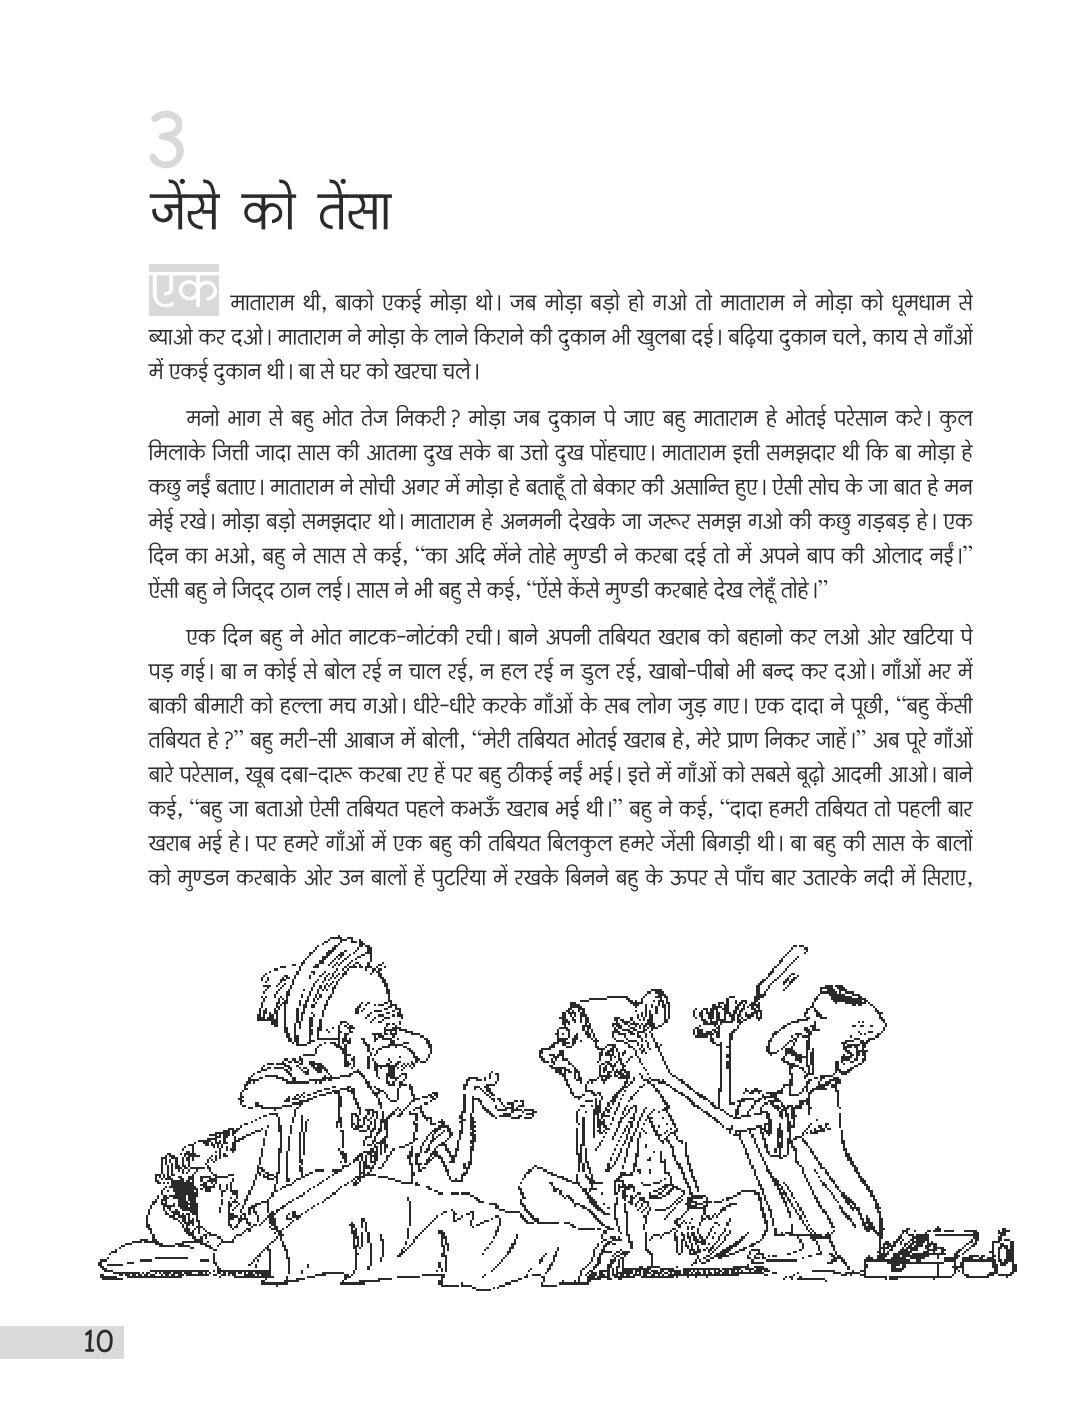 3
जेंसे को तेंसा
एक माताराम थी, बाको एकई मोड़ा थो। जब मोड़ा बड़ो हो गओ तो माताराम ने मोड़ा को धूमधाम से
ब्याओ कर दओ। माताराम ने मोड़ा के लाने किराने की दुकान भी खुलबा दई। बढ़िया दुकान चले, काय से गाँओं
में एकई दुकान थी। बा से घर को खरचा चले।
मनो भाग से बहु भोत तेज निकरी? मोड़ा जब दुकान पे जाए बहु माताराम हे भोतई परेसान करे। कुल
मिलाके जित्ती जादा सास की आतमा दुख सके बा उत्तो दुख पोंहचाए। माताराम इत्ती समझदार थी कि बा मोड़ा हे
कछु नईं बताए। माताराम ने सोची अगर में मोड़ा हे बताहूँ तो बेकार की असान्ति हुए। ऐसी सोच के जा बात हे मन
मेई रखे। मोड़ा बड़ो समझदार थो। माताराम हे अनमनी देखके जा जरूर समझ गओ की कछु गड़बड़ हे। एक
दिन का भओ, बहु ने सास से कई, “का अदि मेंने तोहे मुण्डी ने करबा दई तो में अपने बाप की ओलाद नईं।”
ऐंसी बहु ने जिद्द ठान लई। सास ने भी बहु से कई, “ऐंसे केंसे मुण्डी करबाहे देख लेहूँ तोहे।”
एक दिन बहु ने भोत नाटक-नोटंकी रची। बाने अपनी तबियत खराब को बहानो कर लओ ओर खटिया पे
पड़ गई। बा न कोई से बोल रई न चाल रई, न हल रई न डुल रई, खाबो-पीबो भी बन्द कर दओ। गाँओं भर में
बाकी बीमारी को हल्ला मच गओ। धीरे-धीरे करके गाँओं के सब लोग जुड़ गए। एक दादा ने पूछी, “बहु केंसी
तबियत हे?” बहु मरी-सी आबाज में बोली, “मेरी तबियत भोतई खराब हे, मेरे प्राण निकर जाहें।” अब पूरे गाँओं
बारे परेसान, खूब दबा-दारू करबा रए हें पर बहु ठीकई नईं भई। इत्ते में गाँओं को सबसे बूढ़ो आदमी आओ। बाने
कई, “बहु जा बताओ ऐसी तबियत पहले कभऊँ खराब भई थी।” बहु ने कई, “दादा हमरी तबियत तो पहली बार
खराब भई हे। पर हमरे गाँओं में एक बहु की तबियत बिलकुल हमरे जेंसी बिगड़ी थी। बा बहु की सास के बालों
को मुण्डन करबाके ओर उन बालों हें पुटरिया में रखके बिनने बहु के ऊपर से पाँच बार उतारके नदी में सिराए,
10